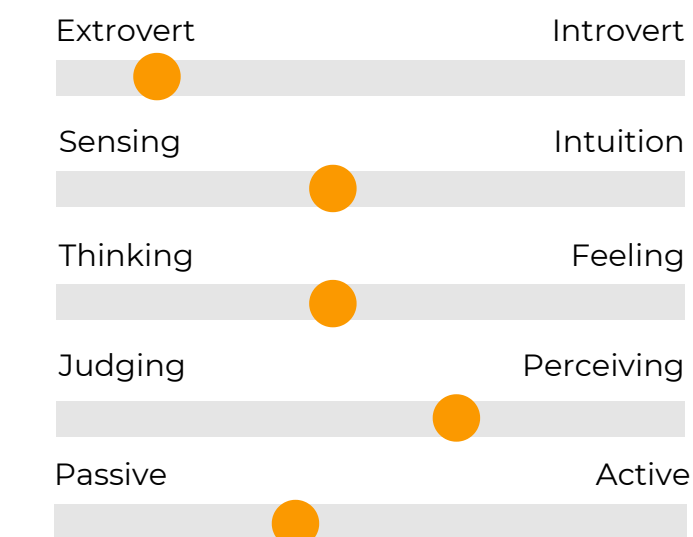 Extrovert Introvert
Sensing Intuition
Thinking Feeling
Judging Perceiving
Passive Active